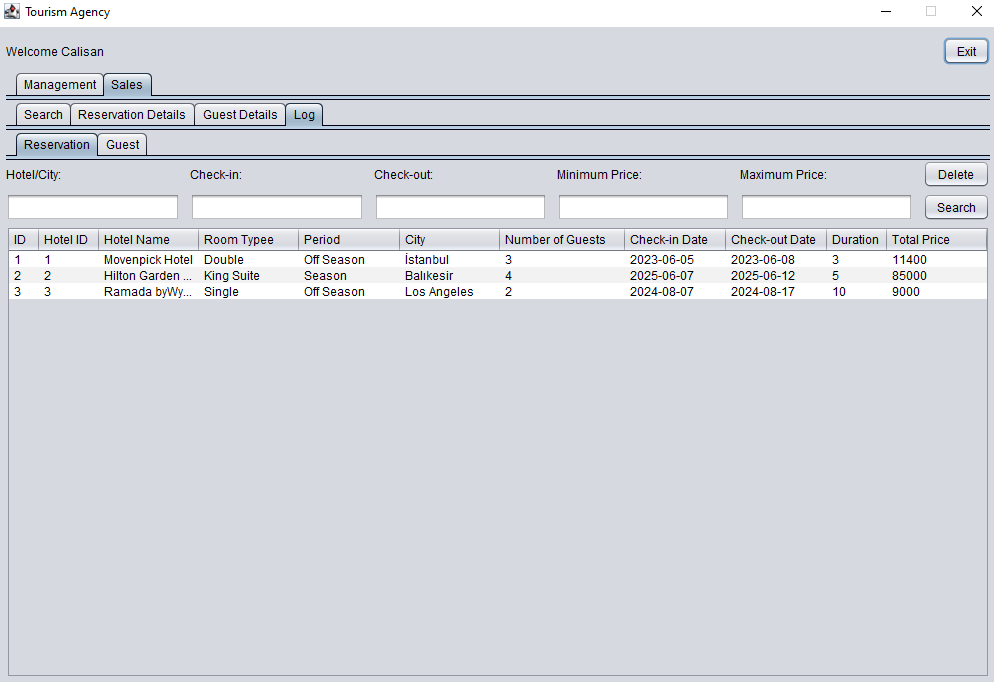 Tourism Agency
Welcome Calisan
Exit
Management Sales
Search Reservation Details Guest Details Log
Reservation Guest
Hotel/City: Check-in: Check-out: Minimum Price: Maximum Price: Delete
Search
ID Hotel ID Hotel Name Room Typee Period City Number of Guests Check-in Date Check-out Date Duration Total Price
1 1 Movenpick Hotel Double Off Season İstanbul 3 2023-06-05 2023-06-08 3 11400
2 2 Hilton Garden ... King Suite Season Balıkesir 4 2025-06-07 2025-06-12 5 85000
3 3 Ramada byWy... Single Off Season Los Angeles 2 2024-08-07 2024-08-17 10 9000